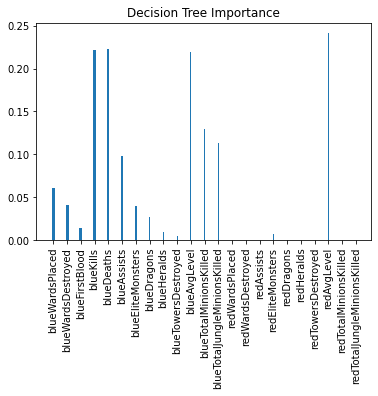 Decision Tree Importance
0.25
0.20
0.15
0.10
0.05
0.00
blueWardsPlaced
blueWardsDestroyed
blueFirstBlood
blueKills
blueDeaths
blueAssists
blueEliteMonsters
blueDragons
blueHeralds
blueTowersDestroyed
blueAvgLevel
blueTotalMinionsKilled
blueTotalJungleMinionsKilled
redWardsPlaced
redWardsDestroyed
redAssists
redEliteMonsters
redDragons
redHeralds
redTowersDestroyed
redAvgLevel
redTotalMinionsKilled
redTotalJungleMinionsKilled